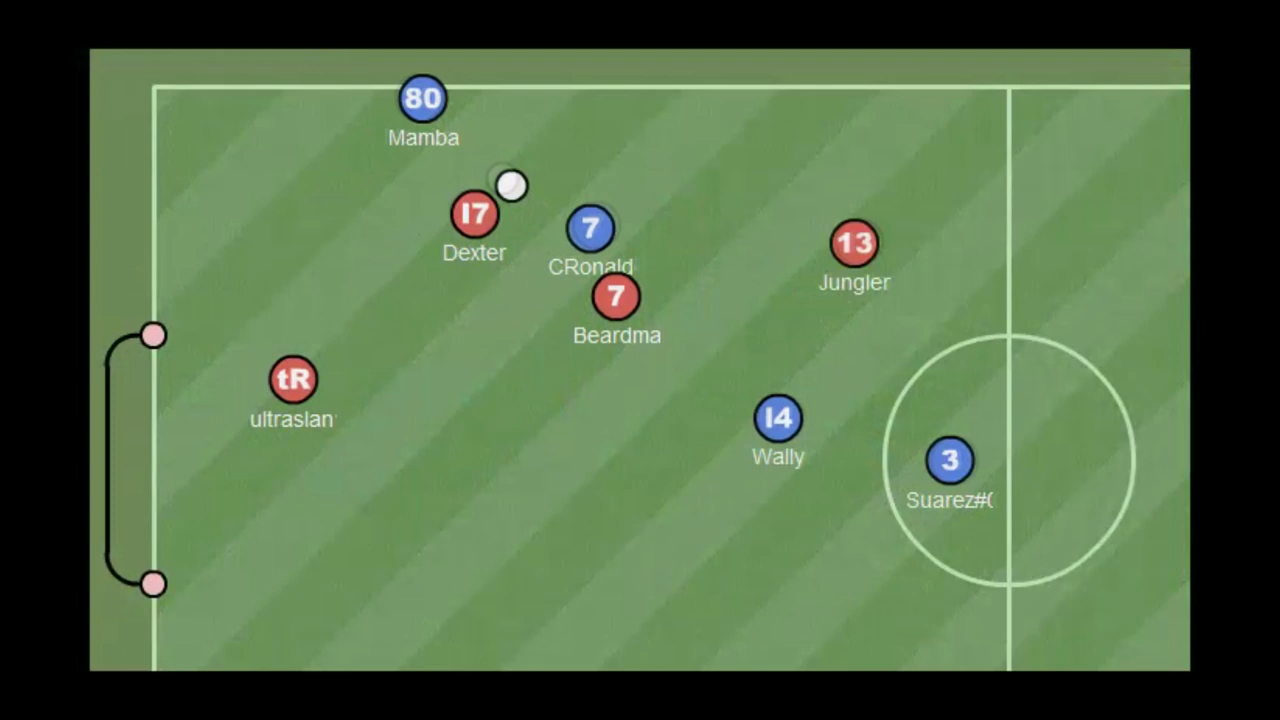 80
Mamba
17
Dexter
7
CRonald
13
Jungler
7
Beardma
tR
ultraslan
14
Wally
3
Suarez#(